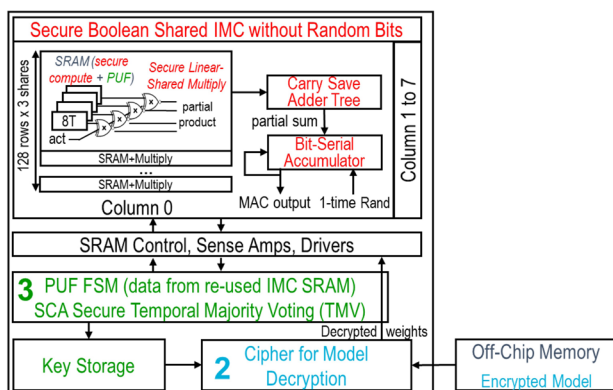 Secure Boolean Shared IMC without Random Bits
128 rows x 3 shares
SRAM (secure
compute + PUF)
Secure Linear-
Shared Multiply
8T
act
x
x
x
x
partial
product
SRAM+Multiply
...
SRAM+Multiply
Column 0
Carry Save
Adder Tree
partial sum
Bit-Serial
Accumulator
MAC output
1-time Rand
Column 1 to 7
SRAM Control, Sense Amps, Drivers
3
PUF FSM (data from re-used IMC SRAM)
SCA Secure Temporal Majority Voting (TMV)
Decrypted weights
Key Storage
2
Cipher for Model
Decryption
Off-Chip Memory
Encrypted Model